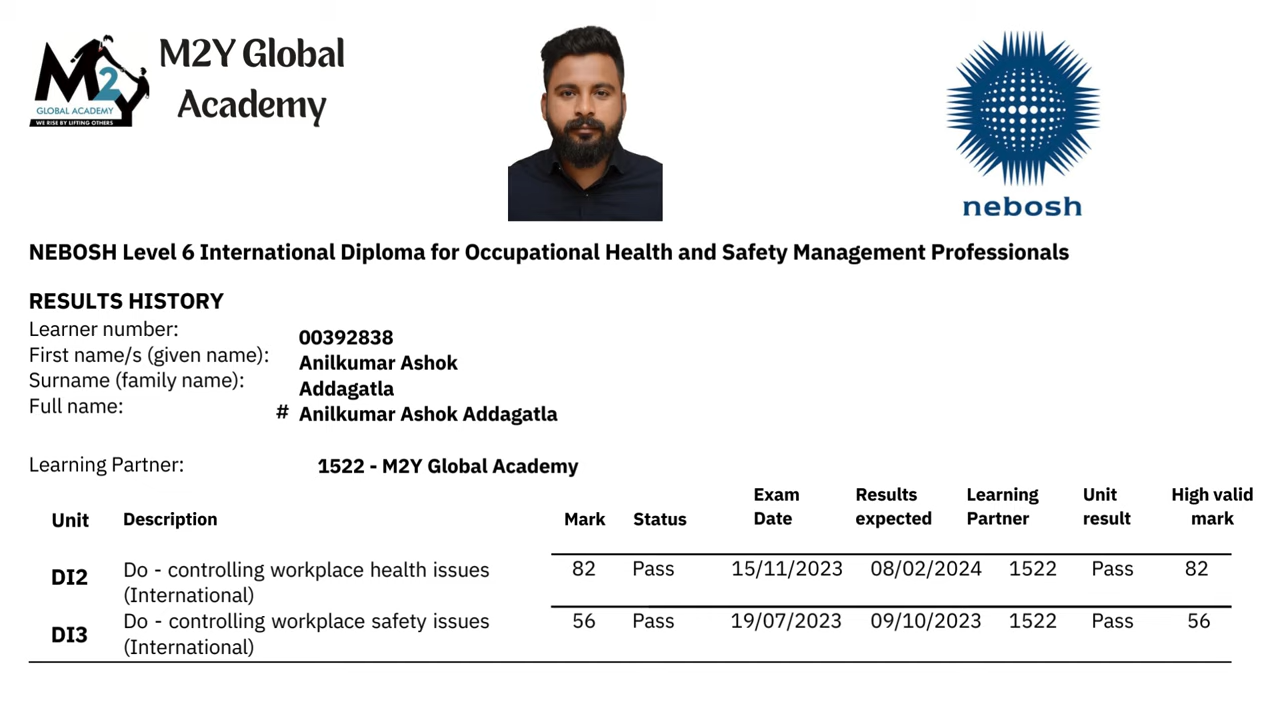 M2Y
GLOBAL ACADEMY
WE RISE BY LIFTING OTHERS
M2Y Global
Academy
nebosh
NEBOSH Level 6 International Diploma for Occupational Health and Safety Management Professionals
RESULTS HISTORY
Learner number: 00392838
First name/s (given name): Anilkumar Ashok
Surname (family name): Addagatla
Full name: # Anilkumar Ashok Addagatla
Learning Partner: 1522 - M2Y Global Academy
Unit Description Mark Status Exam Date Results expected Learning Partner Unit result High valid mark
DI2 Do - controlling workplace health issues (International) 82 Pass 15/11/2023 08/02/2024 1522 Pass 82
DI3 Do - controlling workplace safety issues (International) 56 Pass 19/07/2023 09/10/2023 1522 Pass 56